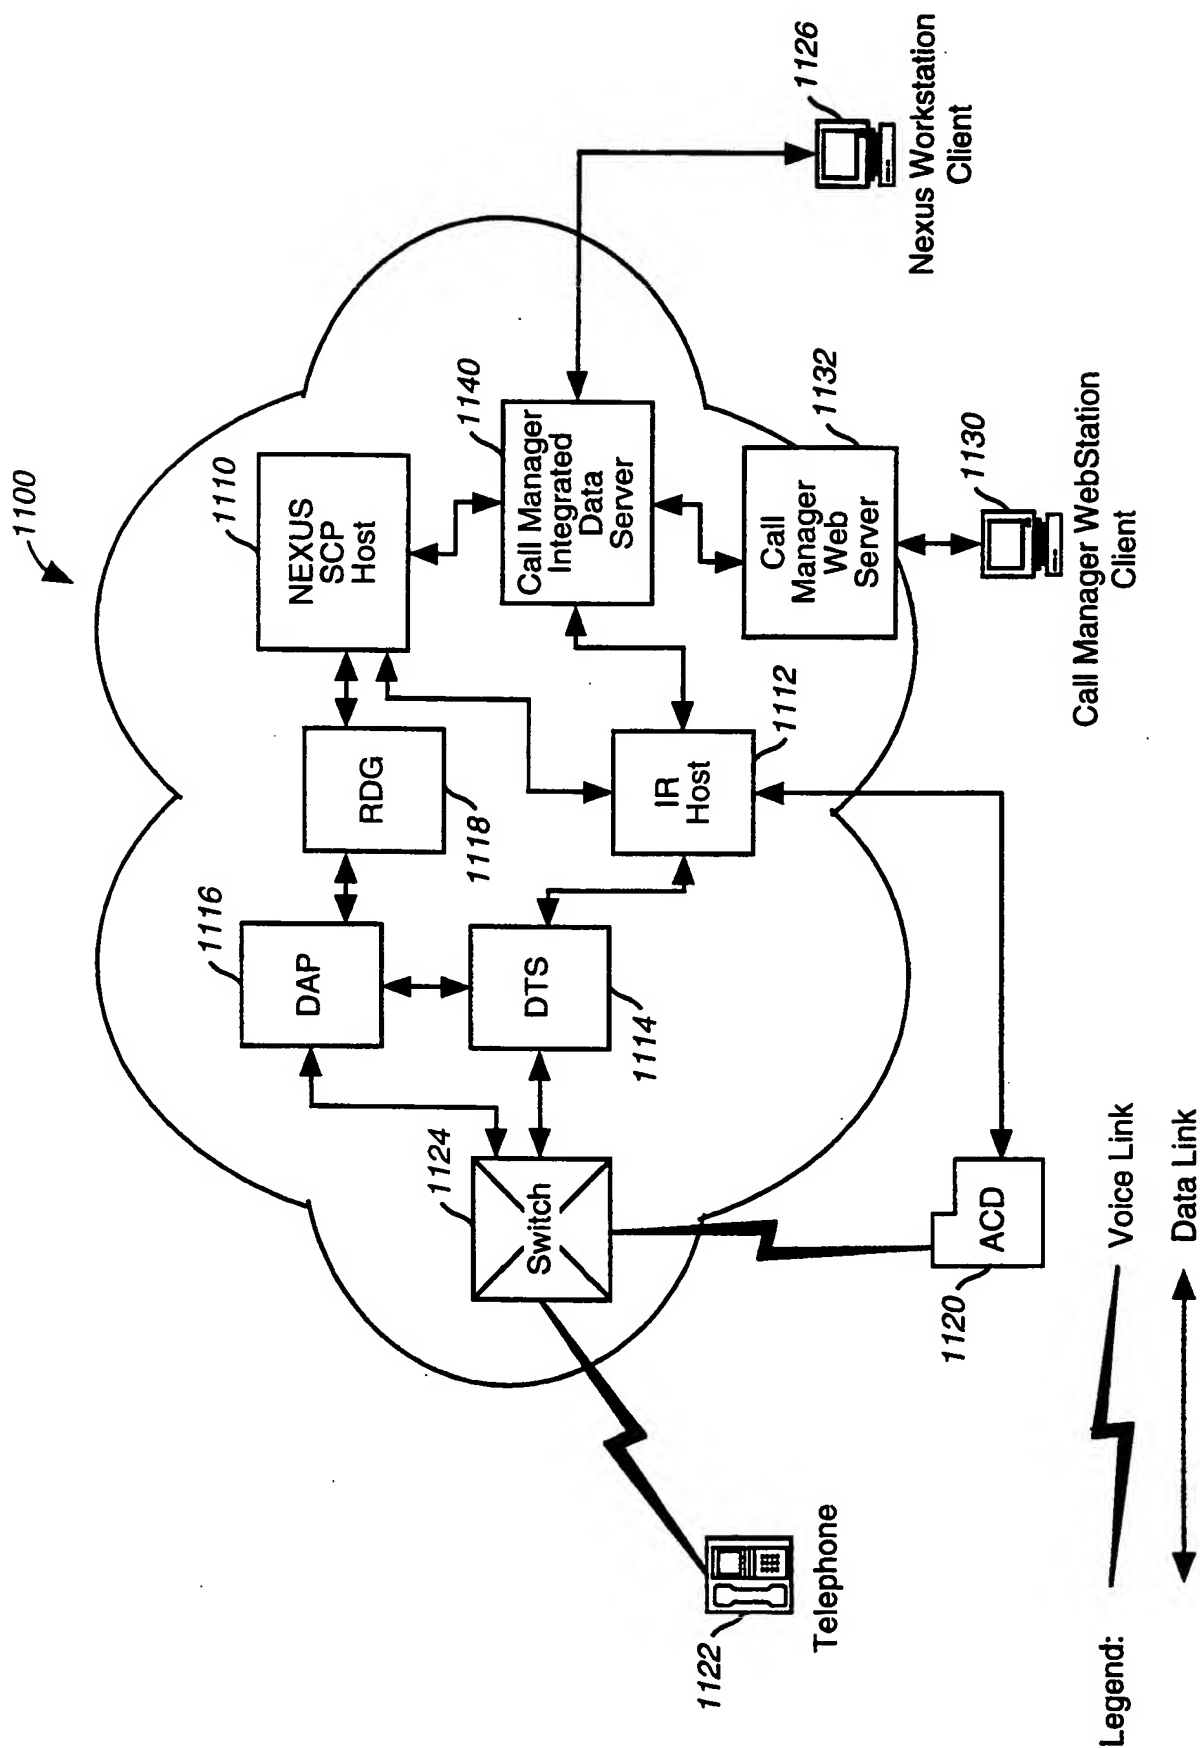 1100
1110
NEXUS
SCP
Host
1140
Call Manager
Integrated
Data
Server
1126
Nexus Workstation
Client
1116
DAP
RDG
1118
1132
Call
Manager
Web
Server
1124
Switch
DTS
1114
IR
Host
1112
1130
Call Manager WebStation
Client
1122
Telephone
1120
ACD
Legend:
Voice Link
Data Link